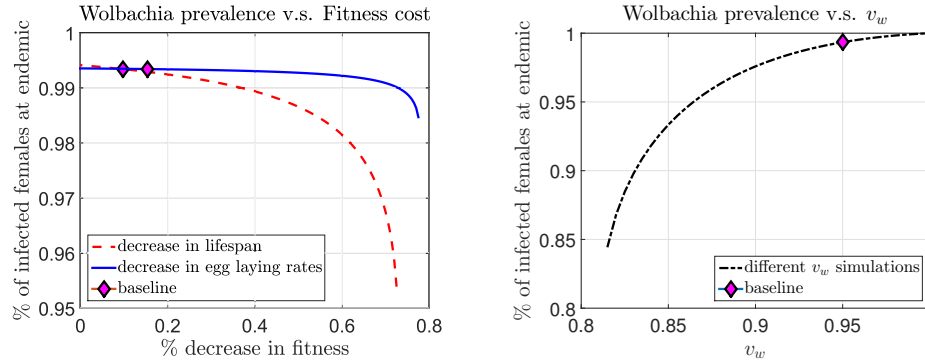 Wolbachia prevalence v.s. Fitness cost
% of infected females at endemic
1
0.99
0.98
0.97
0.96
0.95
decrease in lifespan
decrease in egg laying rates
baseline
0
0.2
0.4
0.6
0.8
% decrease in fitness
Wolbachia prevalence v.s. v_w
% of infected females at endemic
1
0.95
0.9
0.85
0.8
different v_w simulations
baseline
0.8
0.85
0.9
0.95
v_w